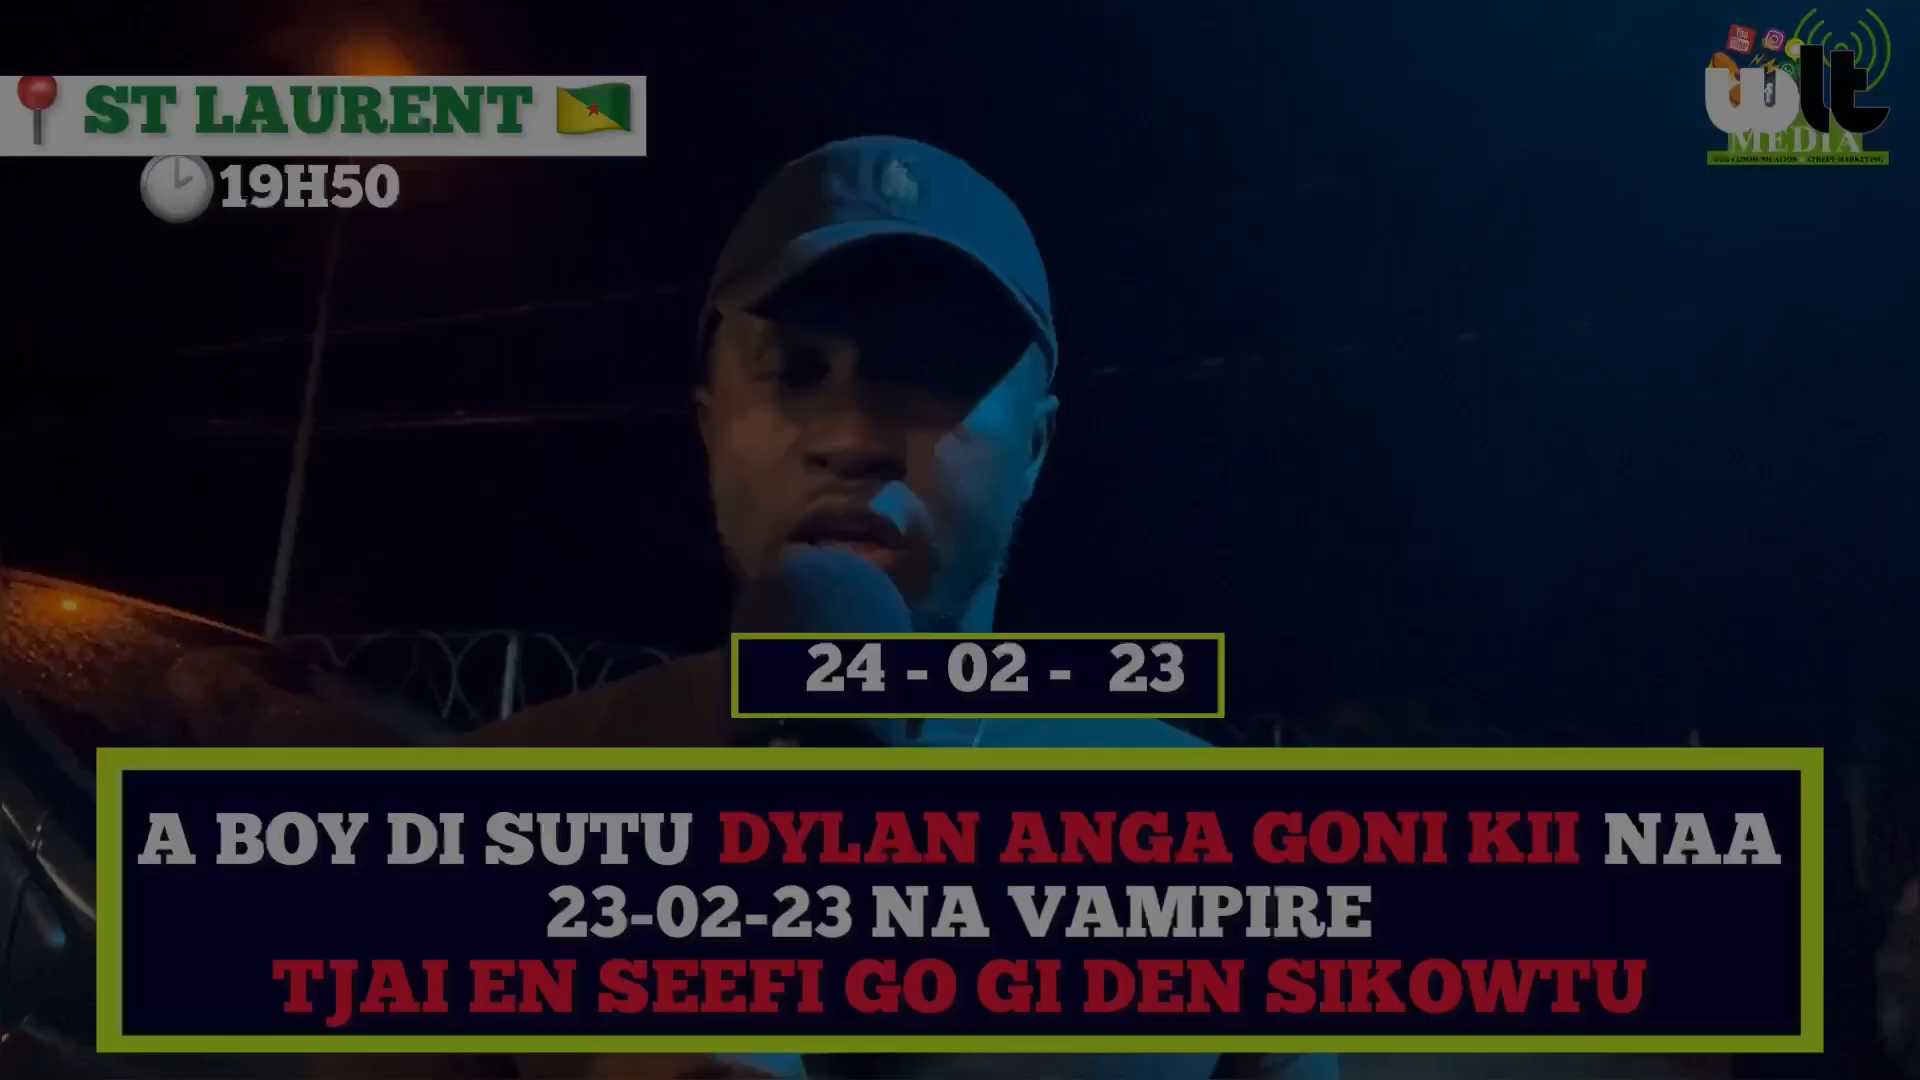 ST LAURENT
19H50
wlt
MEDIA
24 - 02 - 23
A BOY DI SUTU DYLAN ANGA GONI KII NAA
23-02-23 NA VAMPIRE
TJAI EN SEEFI GO GI DEN SIKOWTU